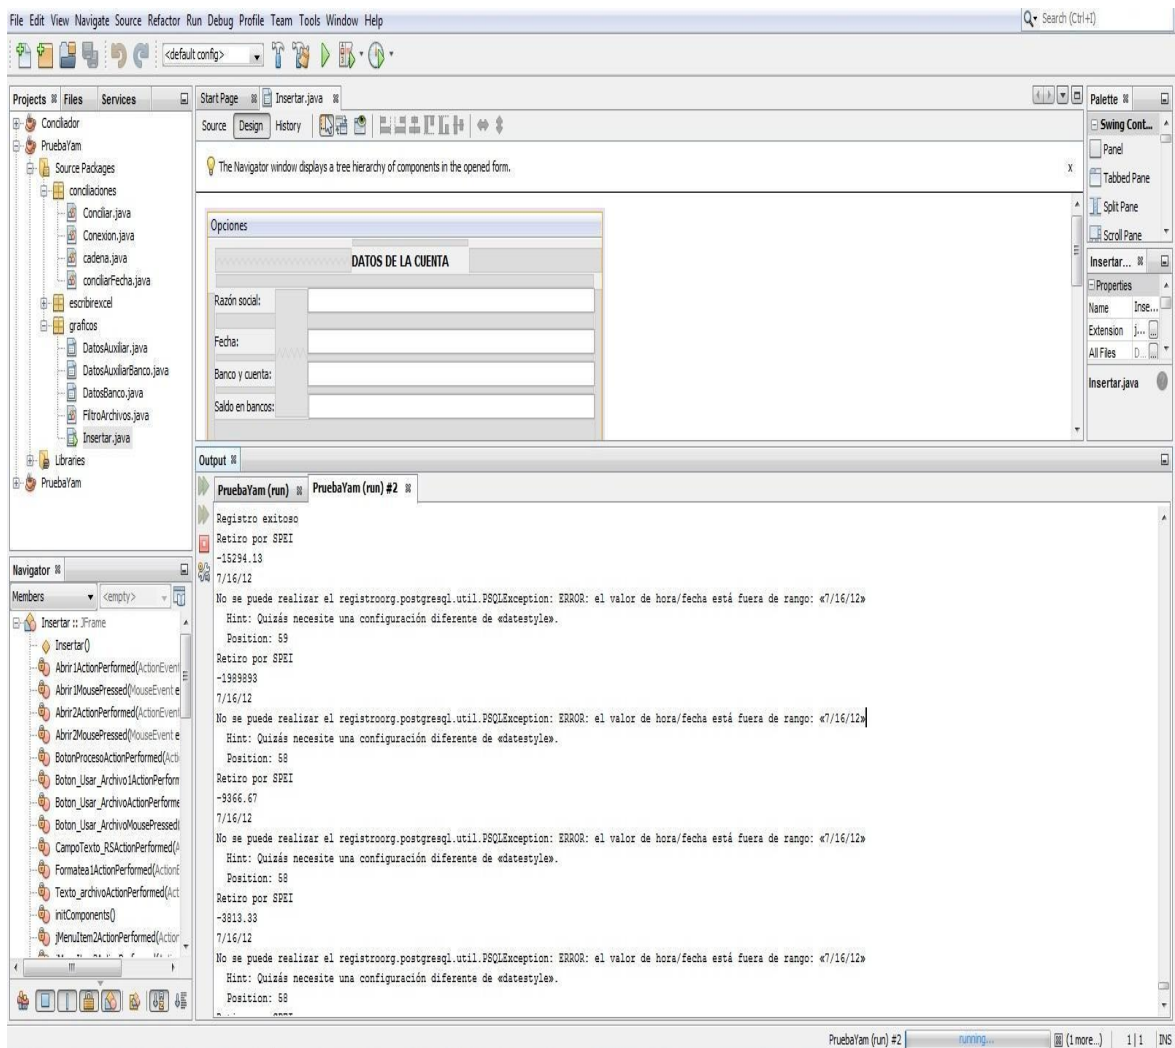 File Edit View Navigate Source Refactor Run Debug Profile Team Tools Window Help
Search (Ctrl+I)
<default config>
Projects Files Services
Conciliador
PruebaYam
Source Packages
conciliaciones
Conciliar.java
Conexion.java
cadena.java
conciliarFecha.java
escribirexcel
graficos
DatosAuxiliar.java
DatosAuxiliarBanco.java
DatosBanco.java
FiltroArchivos.java
Insertar.java
Libraries
PruebaYam
Start Page Insertar.java
Source Design History
The Navigator window displays a tree hierarchy of components in the opened form. x
Opciones
DATOS DE LA CUENTA
Razón social:
Fecha:
Banco y cuenta:
Saldo en bancos:
Palette
Swing Cont...
Panel
Tabbed Pane
Split Pane
Scroll Pane
Insertar...
Properties
Name Inse...
Extension j... ...
All Files D... ...
Insertar.java
Navigator
Members <empty>
Insertar :: JFrame
Insertar()
Abrir1ActionPerformed(ActionEvent
Abrir1MousePressed(MouseEvent e
Abrir2ActionPerformed(ActionEvent
Abrir2MousePressed(MouseEvent e
BotonProcesoActionPerformed(Acti
Boton_Usar_Archivo1ActionPerform
Boton_Usar_ArchivoActionPerforme
Boton_Usar_ArchivoMousePressed(
CampoTexto_RSActionPerformed(A
Formatea1ActionPerformed(ActionE
Texto_archivoActionPerformed(Act
initComponents()
jMenuItem2ActionPerformed(Action
Output
PruebaYam (run) PruebaYam (run) #2
Registro exitoso
Retiro por SPEI
-15294.13
7/16/12
No se puede realizar el registroorg.postgresql.util.PSQLException: ERROR: el valor de hora/fecha está fuera de rango: «7/16/12»
Hint: Quizás necesite una configuración diferente de «datestyle».
Position: 59
Retiro por SPEI
-1989893
7/16/12
No se puede realizar el registroorg.postgresql.util.PSQLException: ERROR: el valor de hora/fecha está fuera de rango: «7/16/12»
Hint: Quizás necesite una configuración diferente de «datestyle».
Position: 58
Retiro por SPEI
-9366.67
7/16/12
No se puede realizar el registroorg.postgresql.util.PSQLException: ERROR: el valor de hora/fecha está fuera de rango: «7/16/12»
Hint: Quizás necesite una configuración diferente de «datestyle».
Position: 58
Retiro por SPEI
-3813.33
7/16/12
No se puede realizar el registroorg.postgresql.util.PSQLException: ERROR: el valor de hora/fecha está fuera de rango: «7/16/12»
Hint: Quizás necesite una configuración diferente de «datestyle».
Position: 58
PruebaYam (run) #2 running... (1 more...) 1|1 INS